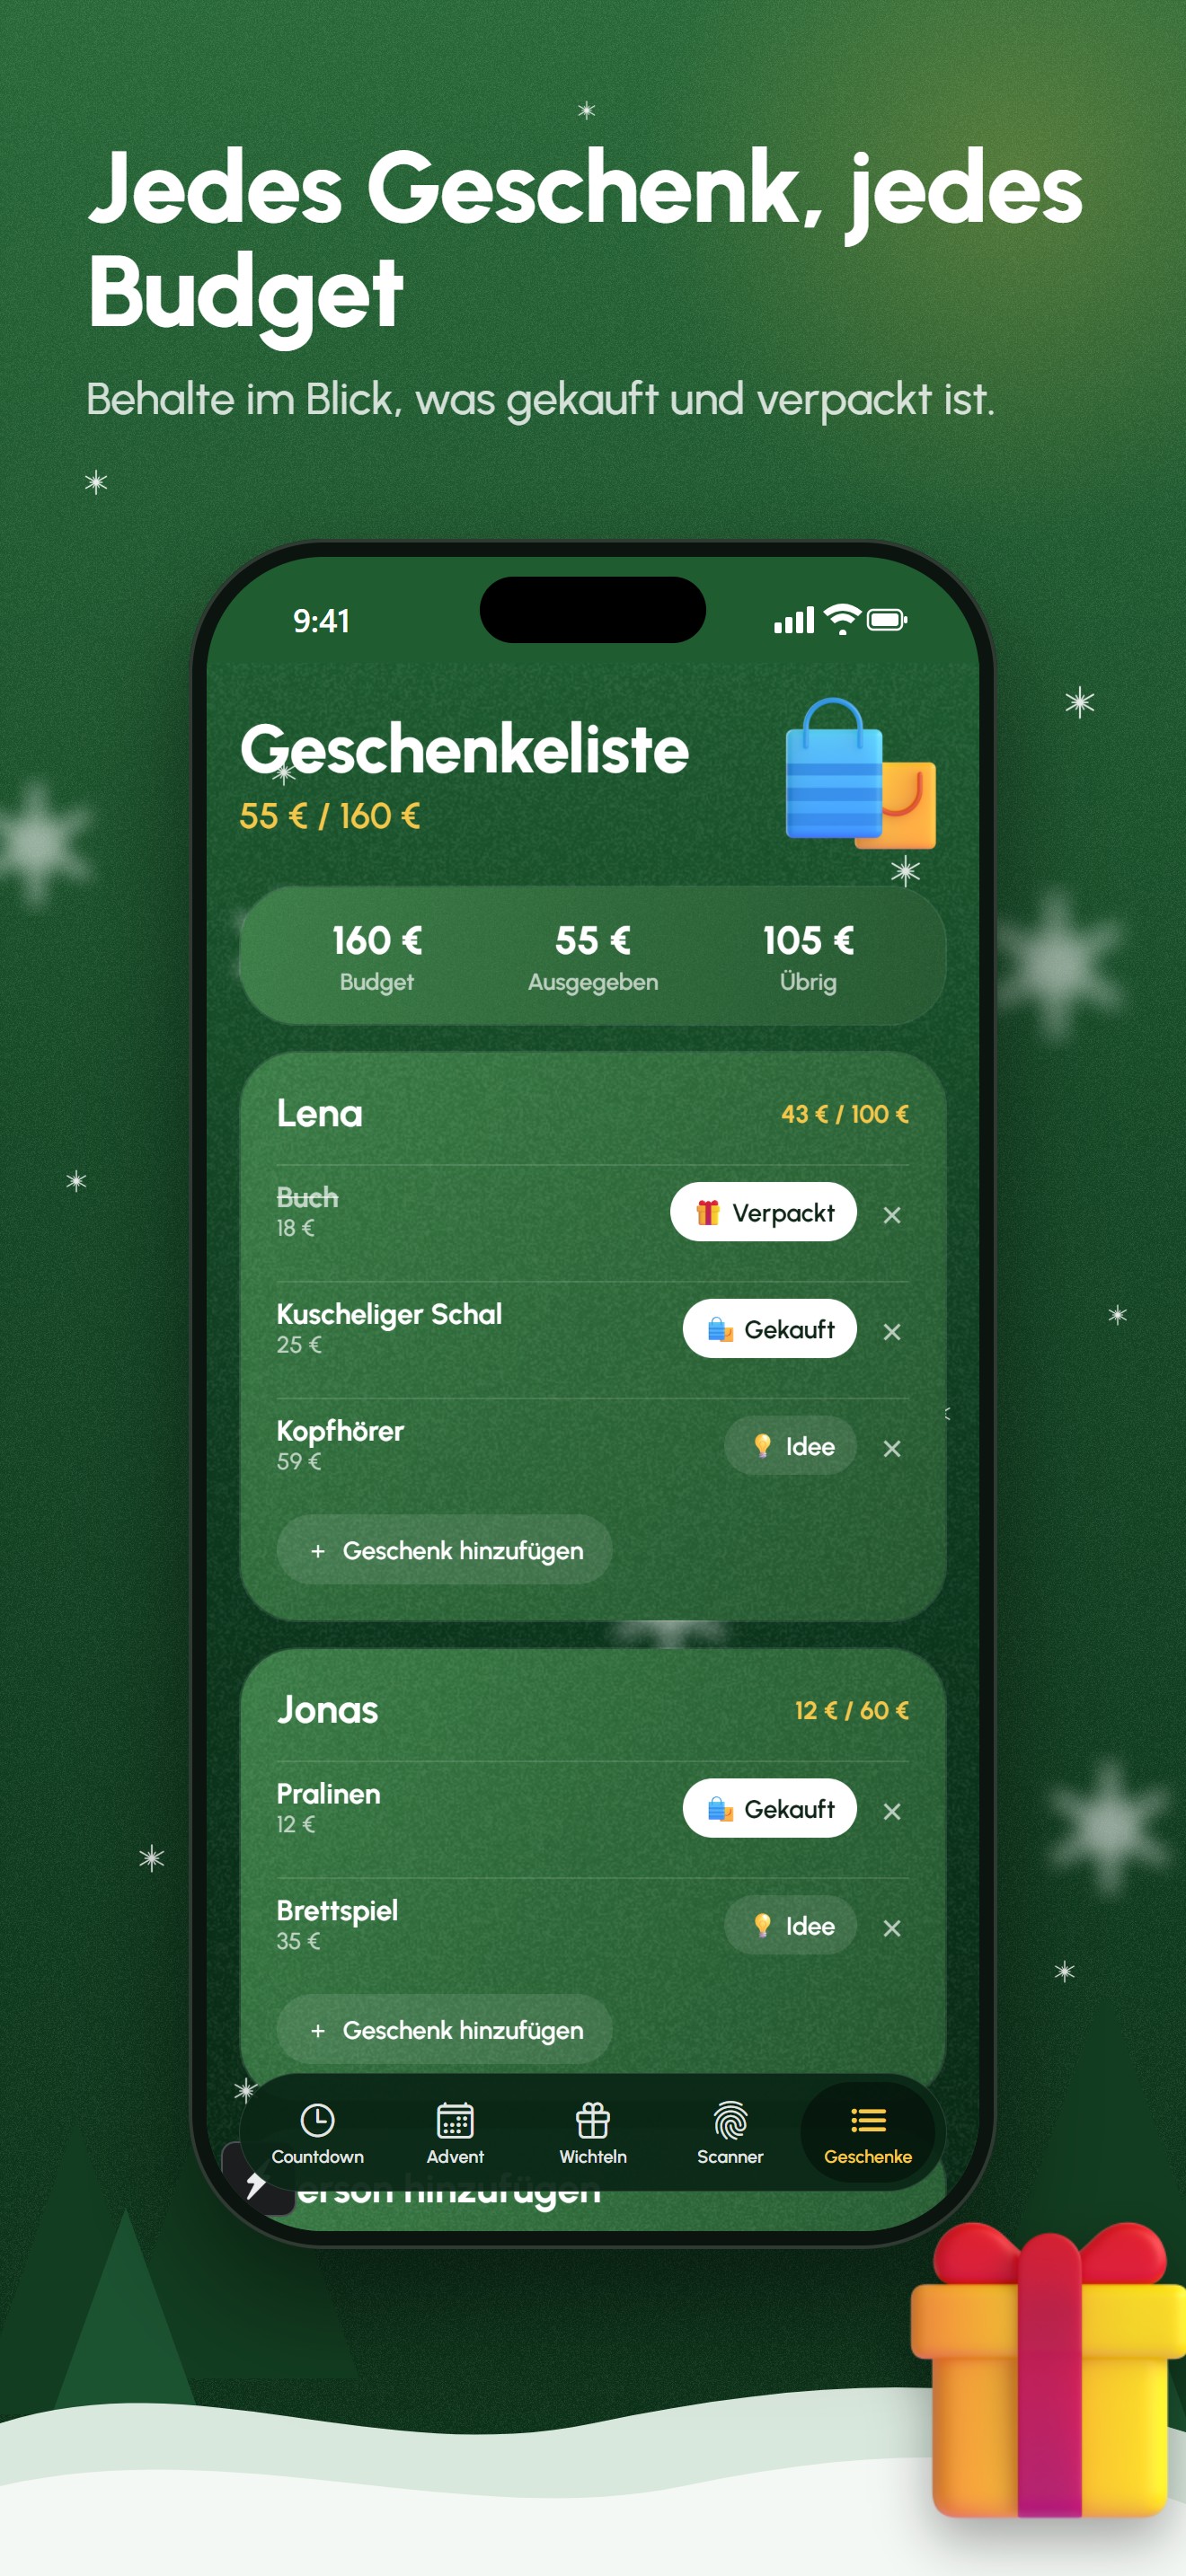 Jedes Geschenk, jedes
Budget
Behalte im Blick, was gekauft und verpackt ist.
9:41
Geschenkeliste
55 € / 160 €
160 € 55 € 105 €
Budget Ausgegeben Übrig
Lena 43 € / 100 €
Buch
18 €
Verpackt ×
Kuscheliger Schal
25 €
Gekauft ×
Kopfhörer
59 €
Idee ×
+ Geschenk hinzufügen
Jonas 12 € / 60 €
Pralinen
12 €
Gekauft ×
Brettspiel
35 €
Idee ×
+ Geschenk hinzufügen
Countdown Advent Wichteln Scanner Geschenke
erson hinzufügen